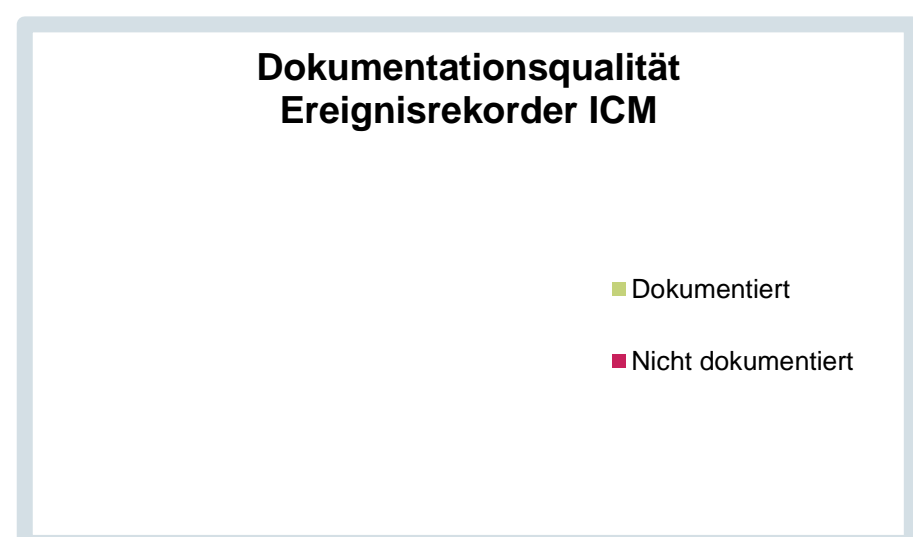 Dokumentationsqualität
Ereignisrekorder ICM
Dokumentiert
Nicht dokumentiert